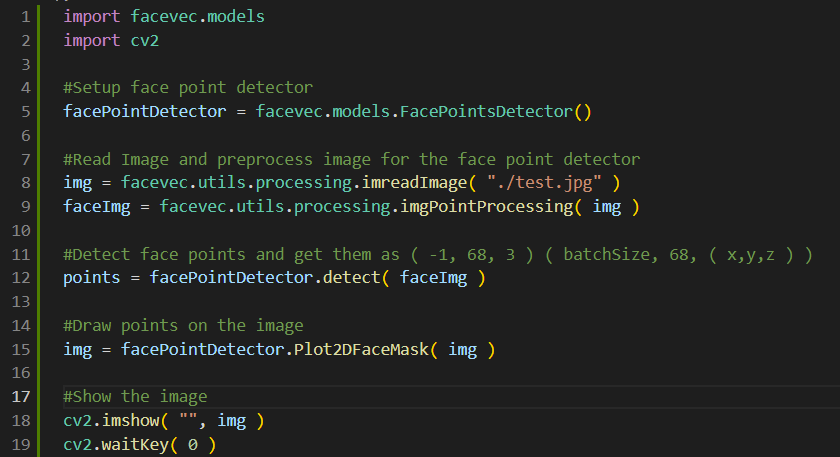 1 import facevec.models
2 import cv2
3
4 #Setup face point detector
5 facePointDetector = facevec.models.FacePointsDetector()
6
7 #Read Image and preprocess image for the face point detector
8 img = facevec.utils.processing.imreadImage( "./test.jpg" )
9 faceImg = facevec.utils.processing.imgPointProcessing( img )
10
11 #Detect face points and get them as ( -1, 68, 3 ) ( batchSize, 68, ( x,y,z ) )
12 points = facePointDetector.detect( faceImg )
13
14 #Draw points on the image
15 img = facePointDetector.Plot2DFaceMask( img )
16
17 #Show the image
18 cv2.imshow( "", img )
19 cv2.waitKey( 0 )